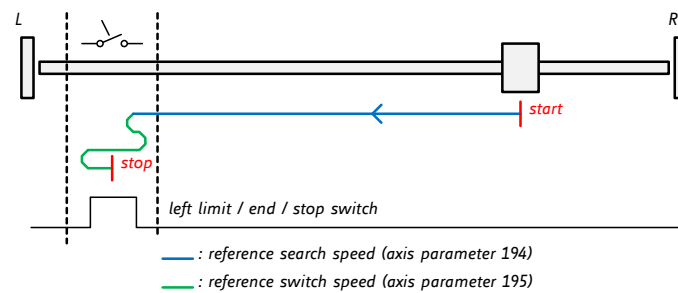 L
R
start
stop
left limit / end / stop switch
: reference search speed (axis parameter 194)
: reference switch speed (axis parameter 195)